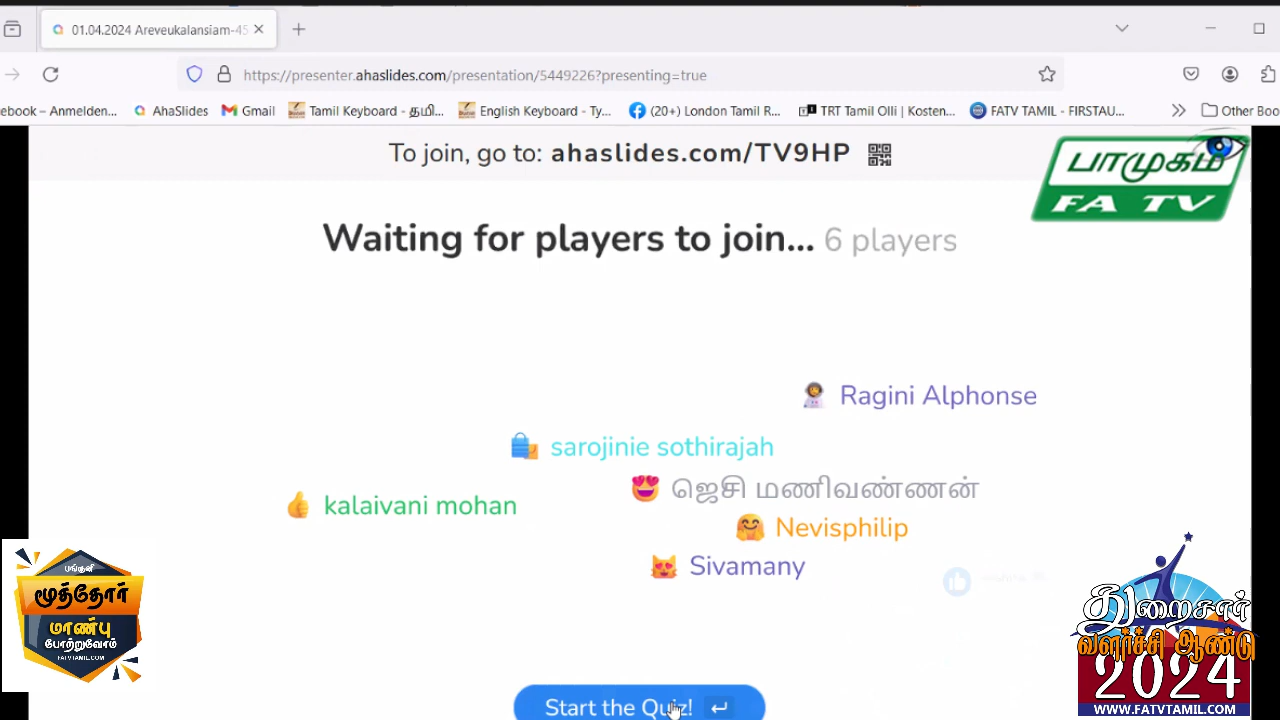 01.04.2024 Areveukalansiam-45
https://presenter.ahaslides.com/presentation/5449226?presenting=true
ebook – Anmelden...
AhaSlides
Gmail
Tamil Keyboard - தமி...
English Keyboard - Ty...
(20+) London Tamil R...
TRT Tamil Olli | Kosten...
FATV TAMIL - FIRSTAU...
Other Boo
To join, go to: ahaslides.com/TV9HP
பாமுகம்
FA TV
Waiting for players to join... 6 players
Ragini Alphonse
sarojinie sothirajah
ஜெசி மணிவண்ணன்
kalaivani mohan
Nevisphilip
Sivamany
பங்குனி
மூத்தோர்
மாண்பு
போற்றுவோம்
FATVTAMIL.COM
துறைசார்
வளர்ச்சி ஆண்டு
2024
WWW.FATVTAMIL.COM
Start the Quiz!